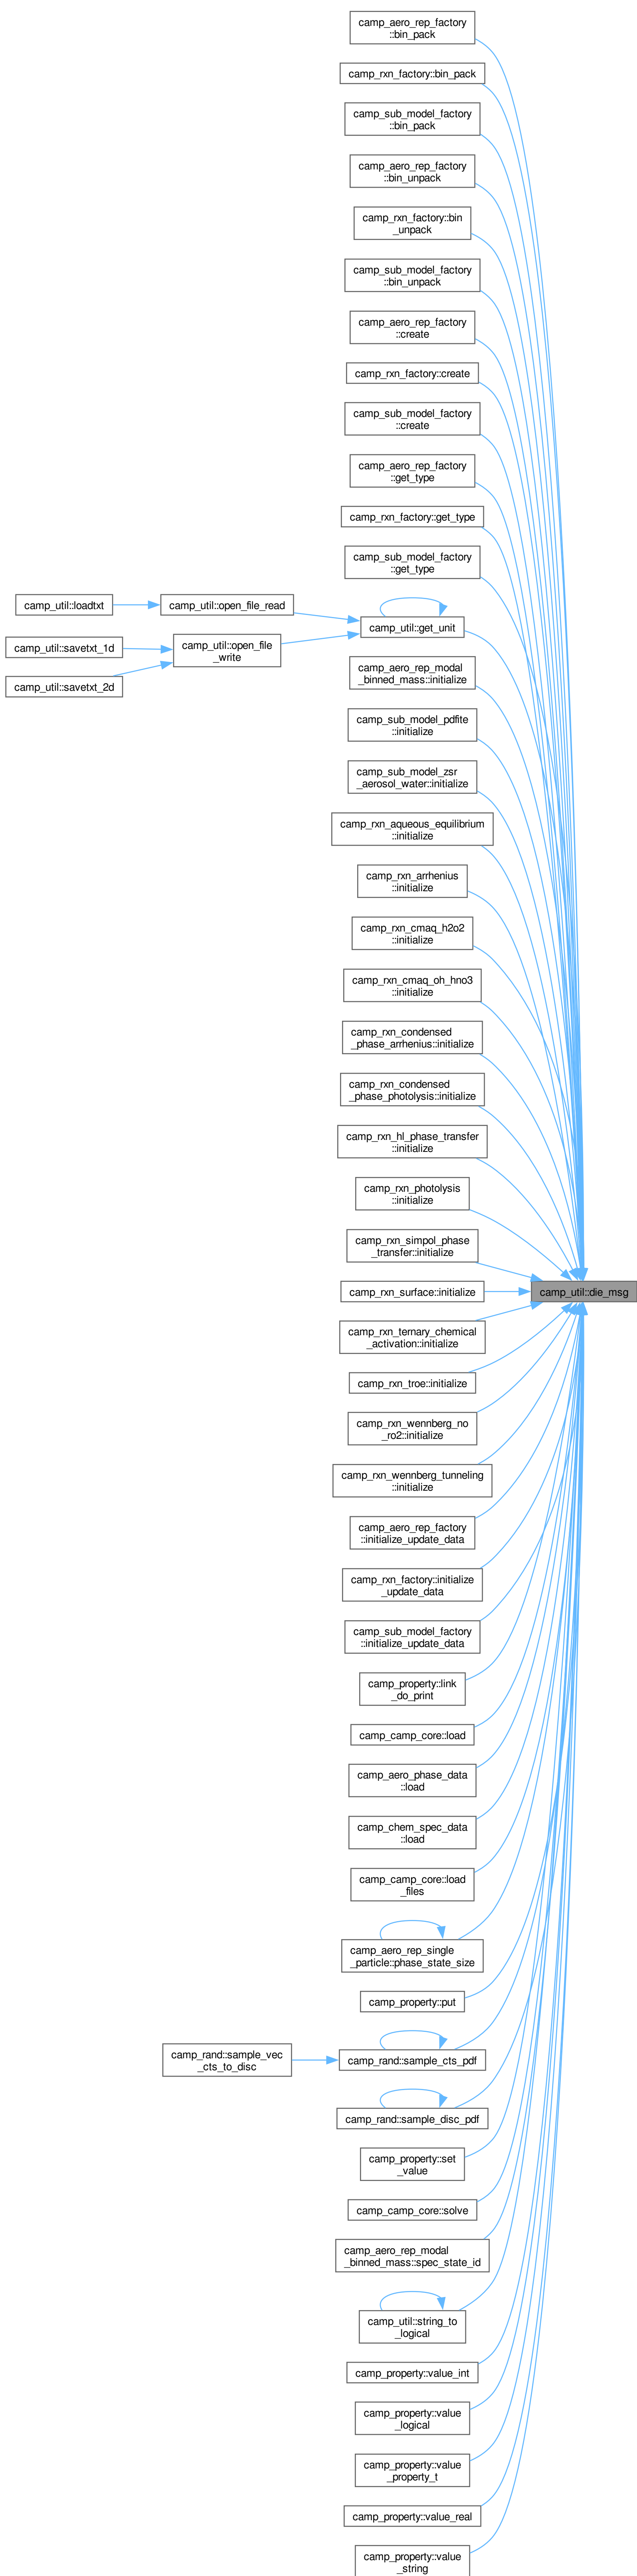 camp_aero_rep_factory
::bin_pack
camp_rxn_factory::bin_pack
camp_sub_model_factory
::bin_pack
camp_aero_rep_factory
::bin_unpack
camp_rxn_factory::bin
_unpack
camp_sub_model_factory
::bin_unpack
camp_aero_rep_factory
::create
camp_rxn_factory::create
camp_sub_model_factory
::create
camp_aero_rep_factory
::get_type
camp_rxn_factory::get_type
camp_sub_model_factory
::get_type
camp_util::loadtxt
camp_util::open_file_read
camp_util::get_unit
camp_util::savetxt_1d
camp_util::open_file
_write
camp_util::savetxt_2d
camp_aero_rep_modal
_binned_mass::initialize
camp_sub_model_pdfite
::initialize
camp_sub_model_zsr
_aerosol_water::initialize
camp_rxn_aqueous_equilibrium
::initialize
camp_rxn_arrhenius
::initialize
camp_rxn_cmaq_h2o2
::initialize
camp_rxn_cmaq_oh_hno3
::initialize
camp_rxn_condensed
_phase_arrhenius::initialize
camp_rxn_condensed
_phase_photolysis::initialize
camp_rxn_hl_phase_transfer
::initialize
camp_rxn_photolysis
::initialize
camp_rxn_simpol_phase
_transfer::initialize
camp_rxn_surface::initialize
camp_util::die_msg
camp_rxn_ternary_chemical
_activation::initialize
camp_rxn_troe::initialize
camp_rxn_wennberg_no
_ro2::initialize
camp_rxn_wennberg_tunneling
::initialize
camp_aero_rep_factory
::initialize_update_data
camp_rxn_factory::initialize
_update_data
camp_sub_model_factory
::initialize_update_data
camp_property::link
_do_print
camp_camp_core::load
camp_aero_phase_data
::load
camp_chem_spec_data
::load
camp_camp_core::load
_files
camp_aero_rep_single
_particle::phase_state_size
camp_property::put
camp_rand::sample_vec
_cts_to_disc
camp_rand::sample_cts_pdf
camp_rand::sample_disc_pdf
camp_property::set
_value
camp_camp_core::solve
camp_aero_rep_modal
_binned_mass::spec_state_id
camp_util::string_to
_logical
camp_property::value_int
camp_property::value
_logical
camp_property::value
_property_t
camp_property::value_real
camp_property::value
_string